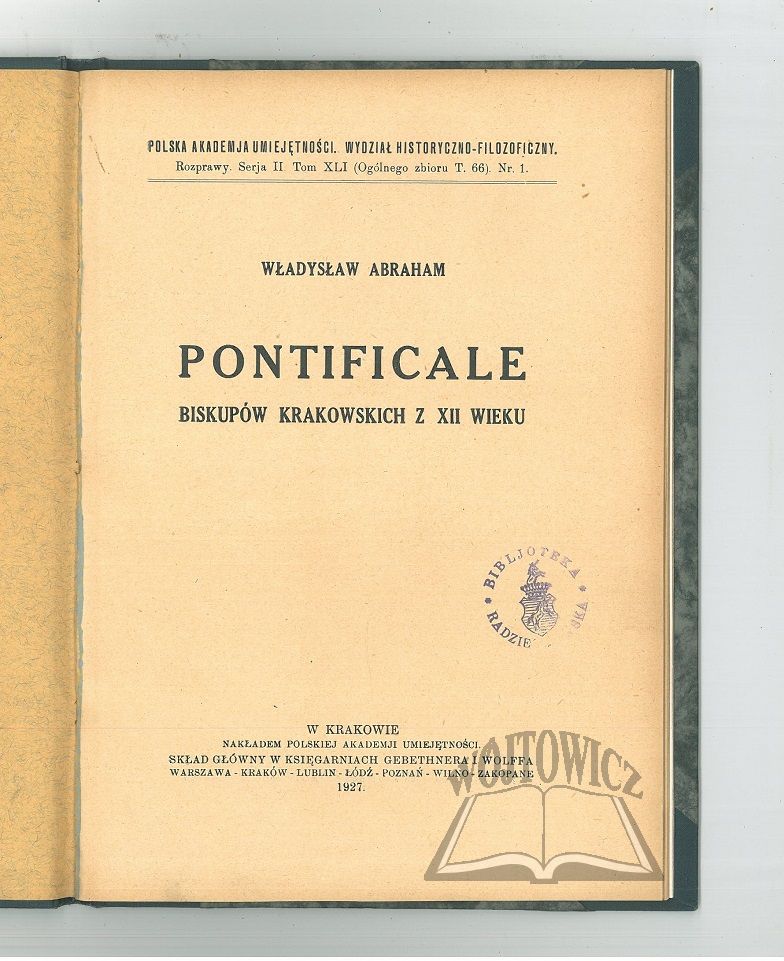 POLSKA AKADEMJA UMIEJĘTNOŚCI. WYDZIAŁ HISTORYCZNO-FILOZOFICZNY.
Rozprawy. Serja II Tom XLI (Ogólnego zbioru T. 66). Nr. 1.
WŁADYSŁAW ABRAHAM
PONTIFICALE
BISKUPÓW KRAKOWSKICH Z XII WIEKU
BIBLJOTEKA
W KRAKOWIE
NAKŁADEM POLSKIEJ AKADEMJI UMIEJĘTNOŚCI.
SKŁAD GŁÓWNY W KSIĘGARNIACH GEBETHNERA I WOLFFA
WARSZAWA - KRAKÓW - LUBLIN - ŁÓDŹ - POZNAŃ - WILNO - ZAKOPANE
1927.
WÓJTOWICZ